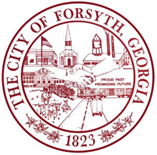 THE CITY OF FORSYTH, GEORGIA
PROUD PAST
PROMISING FUTURE
1823